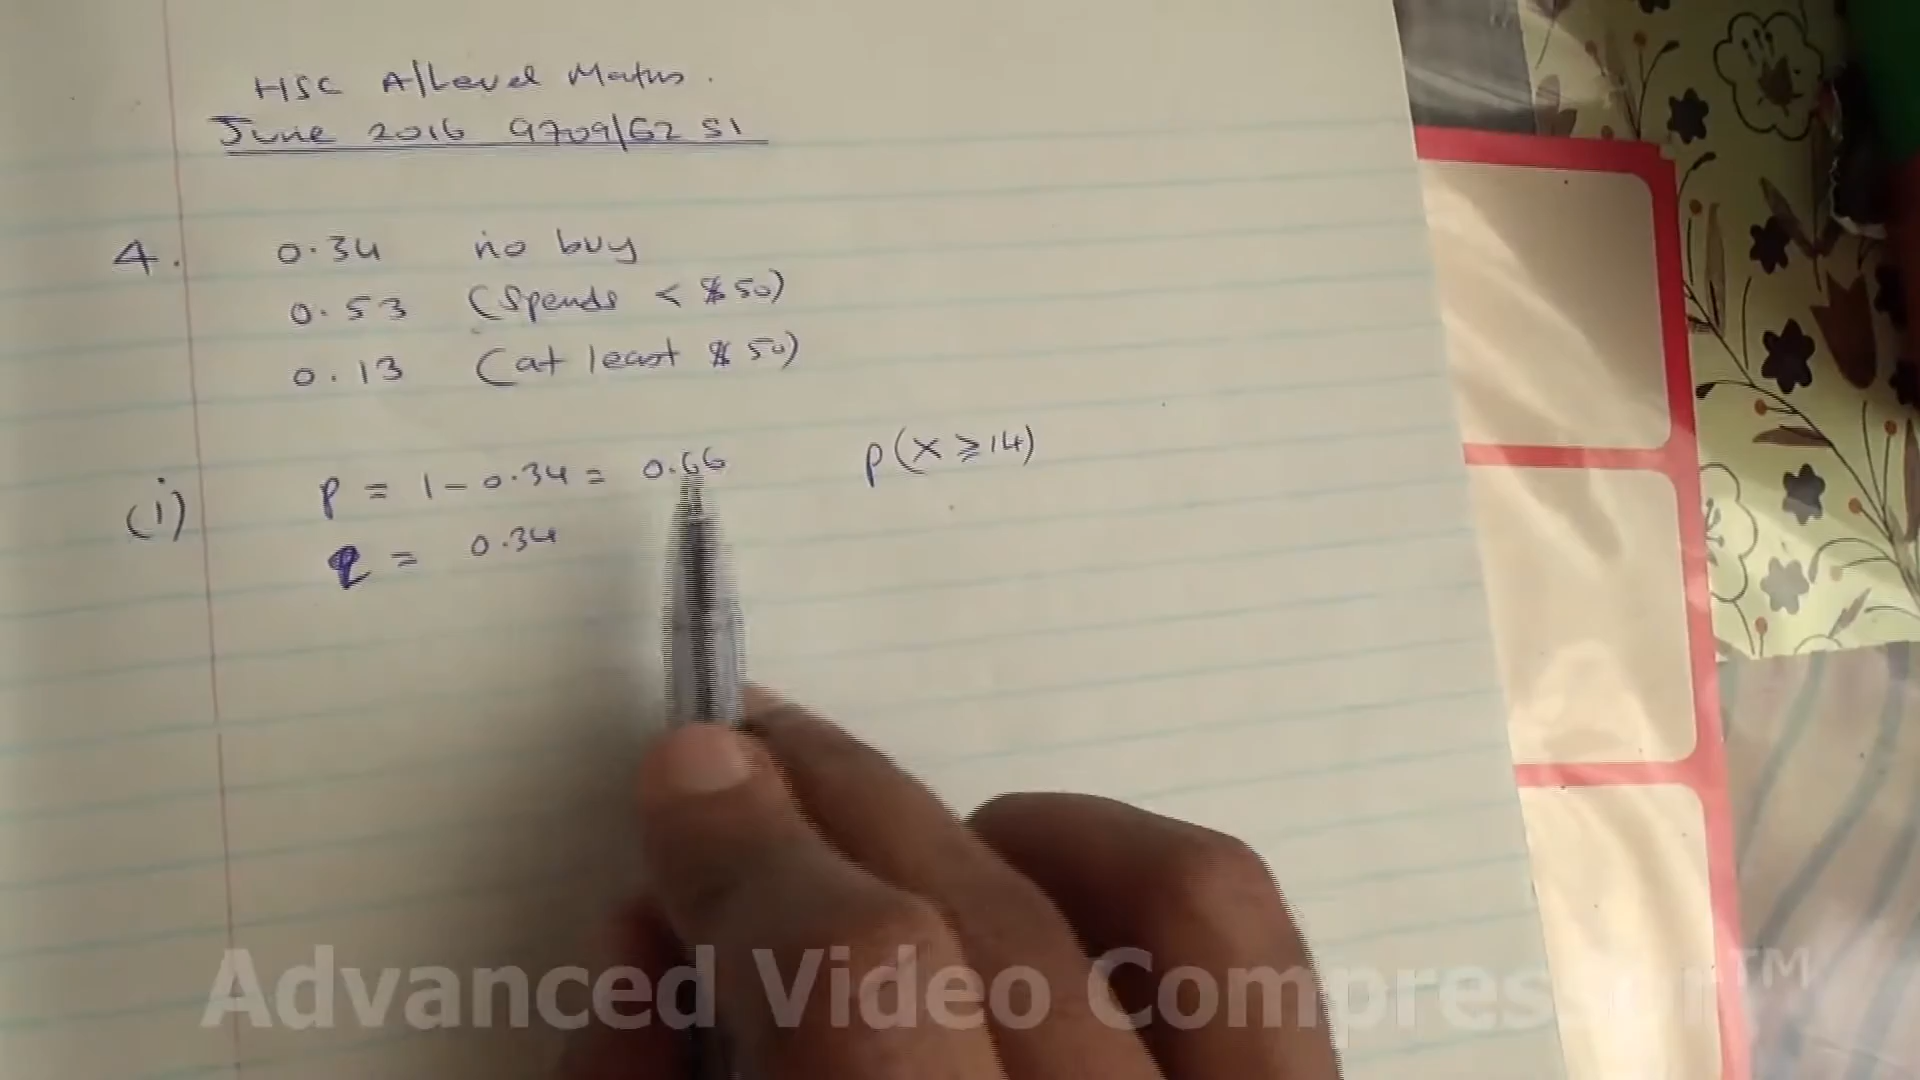 HSC A/Level Maths.
June 2016 9709/62 S1
4. 0.34 no buy
0.53 (Spends < $50)
0.13 (at least $50)
(i) p = 1 - 0.34 = 0.66 p(X ≥ 14)
q = 0.34
Advanced Video Compressor™